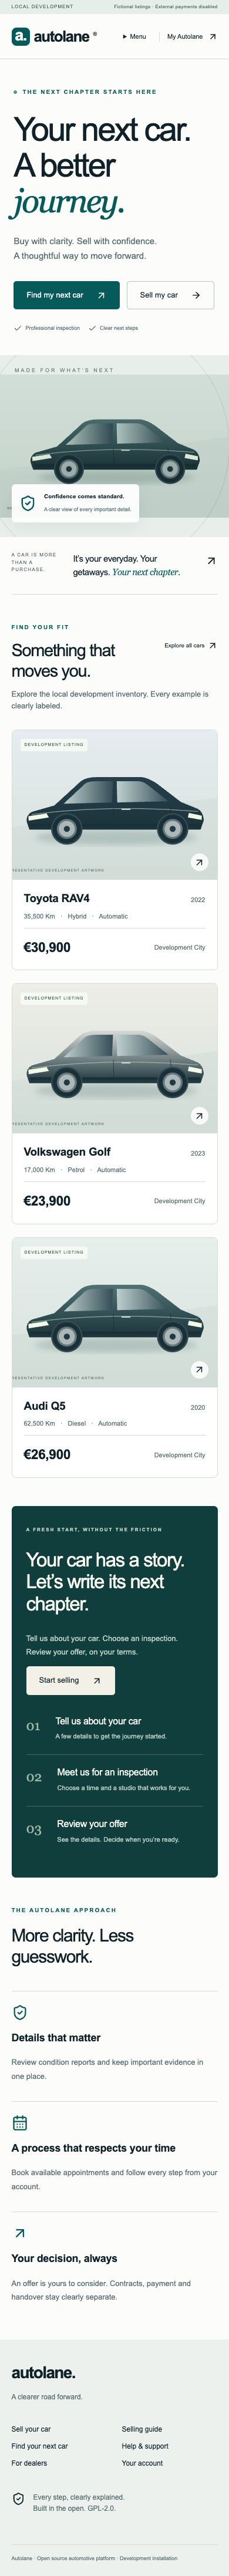 LOCAL DEVELOPMENT
Fictional listings · External payments disabled
a. autolane ®
Menu
My Autolane
THE NEXT CHAPTER STARTS HERE
Your next car.
A better
journey.
Buy with clarity. Sell with confidence.
A thoughtful way to move forward.
Find my next car
Sell my car
Professional inspection
Clear next steps
MADE FOR WHAT'S NEXT
Confidence comes standard.
A clear view of every important detail.
A CAR IS MORE
THAN A
PURCHASE.
It's your everyday. Your
getaways. Your next chapter.
FIND YOUR FIT
Something that
moves you.
Explore all cars
Explore the local development inventory. Every example is
clearly labeled.
DEVELOPMENT LISTING
ESENTATIVE DEVELOPMENT ARTWORK
Toyota RAV4
2022
35,500 Km · Hybrid · Automatic
€30,900
Development City
DEVELOPMENT LISTING
ESENTATIVE DEVELOPMENT ARTWORK
Volkswagen Golf
2023
17,000 Km · Petrol · Automatic
€23,900
Development City
DEVELOPMENT LISTING
ESENTATIVE DEVELOPMENT ARTWORK
Audi Q5
2020
62,500 Km · Diesel · Automatic
€26,900
Development City
A FRESH START, WITHOUT THE FRICTION
Your car has a story.
Let's write its next
chapter.
Tell us about your car. Choose an inspection.
Review your offer, on your terms.
Start selling
01
Tell us about your car
A few details to get the journey started.
02
Meet us for an inspection
Choose a time and a studio that works for you.
03
Review your offer
See the details. Decide when you're ready.
THE AUTOLANE APPROACH
More clarity. Less
guesswork.
Details that matter
Review condition reports and keep important evidence in
one place.
A process that respects your time
Book available appointments and follow every step from your
account.
Your decision, always
An offer is yours to consider. Contracts, payment and
handover stay clearly separate.
autolane.
A clearer road forward.
Sell your car
Selling guide
Find your next car
Help & support
For dealers
Your account
Every step, clearly explained.
Built in the open. GPL-2.0.
Autolane · Open source automotive platform · Development installation